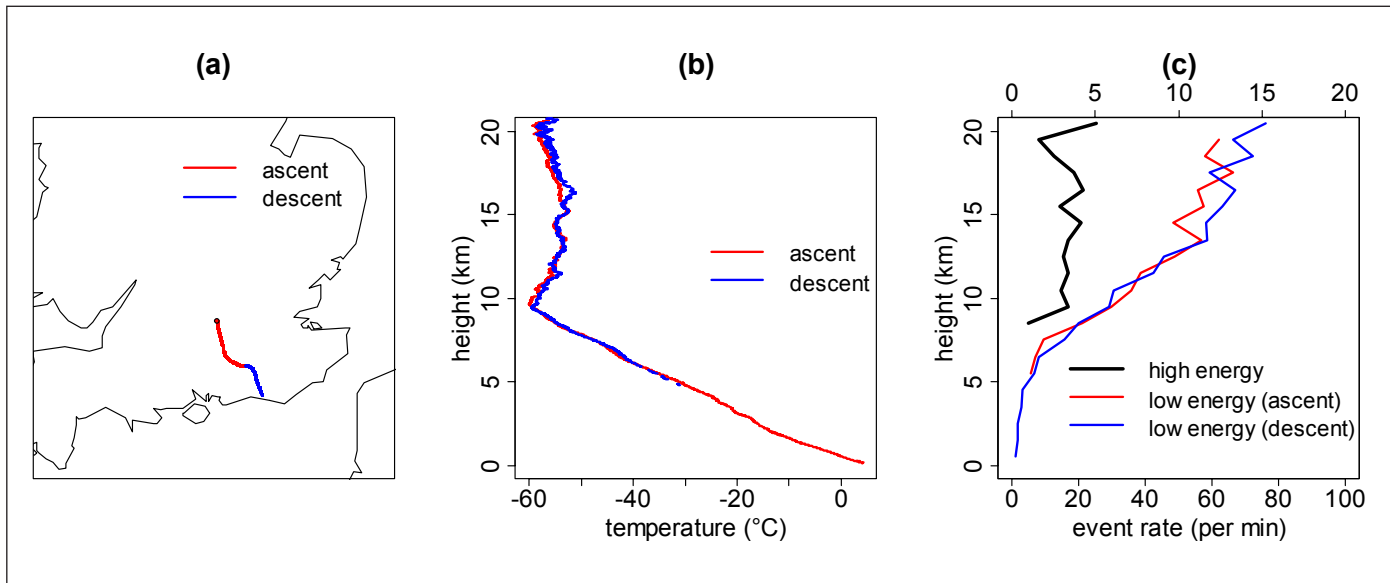 (a)
ascent
descent
(b)
height (km)
20
15
10
5
0
ascent
descent
-60
-40
-20
0
temperature (°C)
(c)
0
5
10
15
20
height (km)
20
15
10
5
0
high energy
low energy (ascent)
low energy (descent)
0
20
40
60
80
100
event rate (per min)